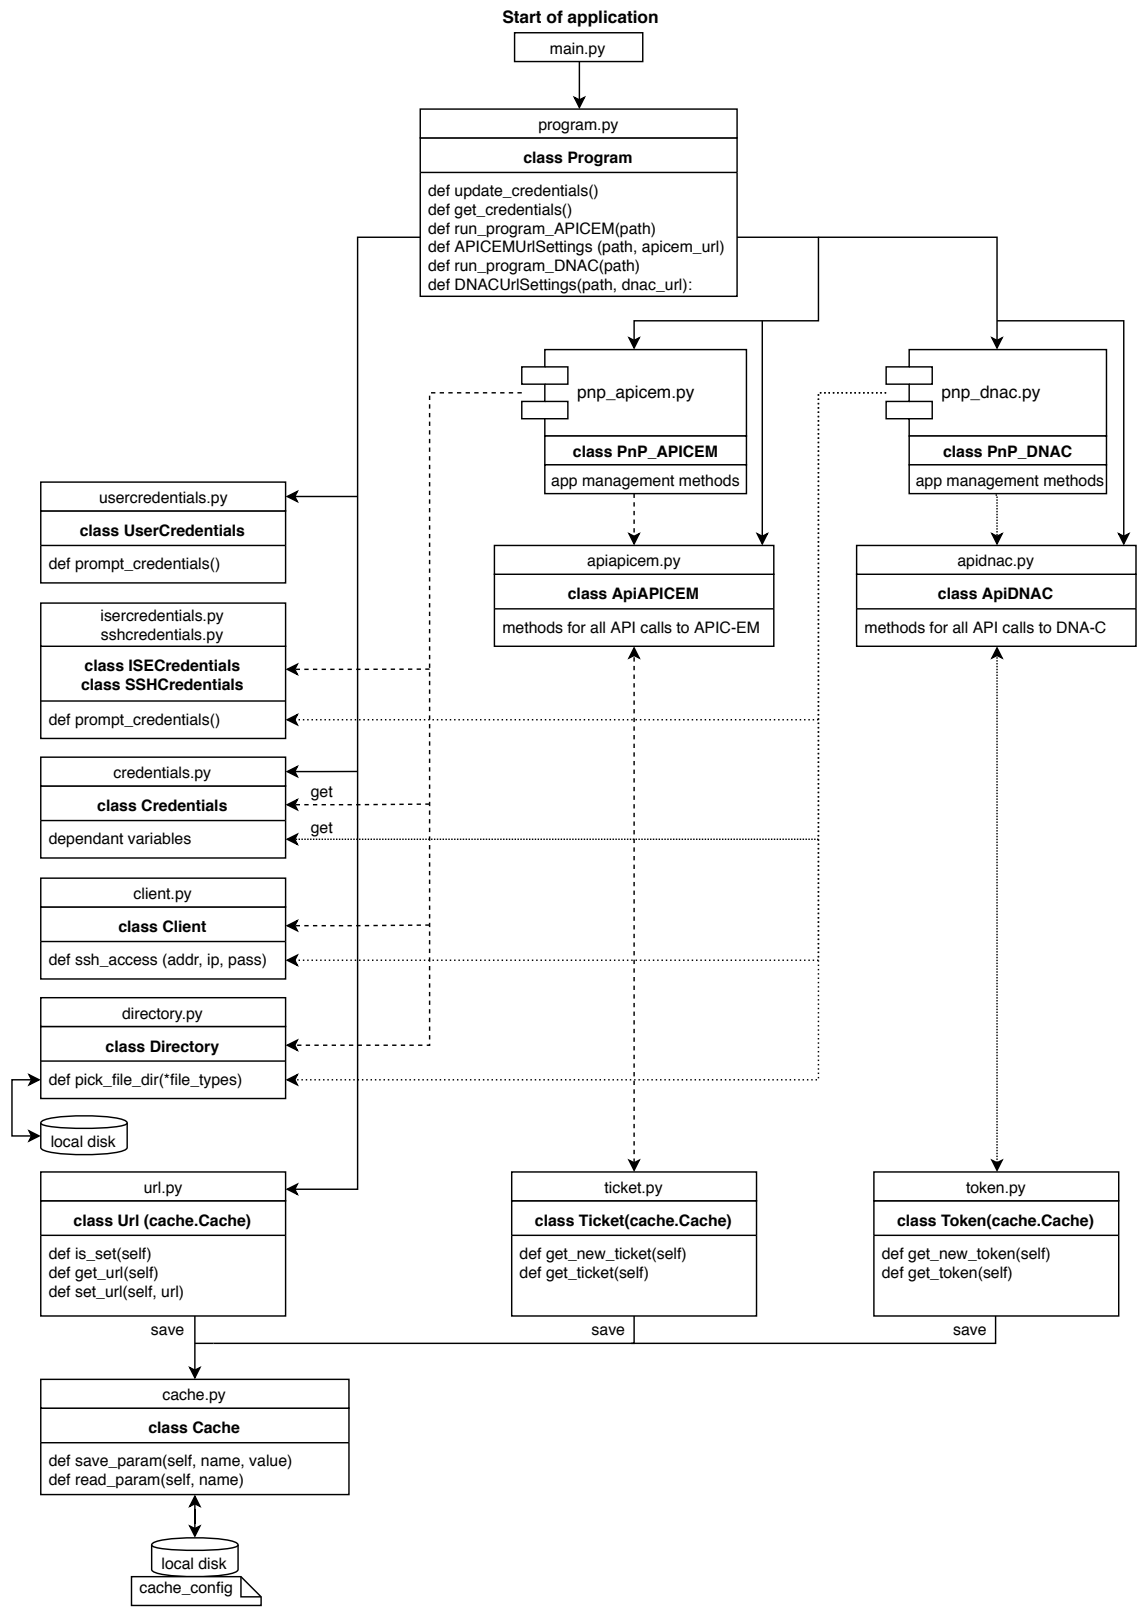 Start of application
main.py
program.py
class Program
def update_credentials()
def get_credentials()
def run_program_APICEM(path)
def APICEMUrlSettings (path, apicem_url)
def run_program_DNAC(path)
def DNACUrlSettings(path, dnac_url):
pnp_apicem.py
class PnP_APICEM
app management methods
pnp_dnac.py
class PnP_DNAC
app management methods
usercredentials.py
class UserCredentials
def prompt_credentials()
apiapicem.py
class ApiAPICEM
methods for all API calls to APIC-EM
apidnac.py
class ApiDNAC
methods for all API calls to DNA-C
isercredentials.py
sshcredentials.py
class ISECredentials
class SSHCredentials
def prompt_credentials()
credentials.py
class Credentials
dependant variables
get
get
client.py
class Client
def ssh_access (addr, ip, pass)
directory.py
class Directory
def pick_file_dir(*file_types)
local disk
url.py
class Url (cache.Cache)
def is_set(self)
def get_url(self)
def set_url(self, url)
save
ticket.py
class Ticket(cache.Cache)
def get_new_ticket(self)
def get_ticket(self)
save
token.py
class Token(cache.Cache)
def get_new_token(self)
def get_token(self)
save
cache.py
class Cache
def save_param(self, name, value)
def read_param(self, name)
local disk
cache_config